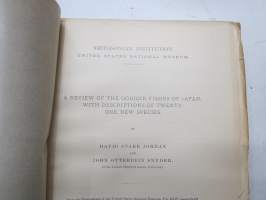 SMITHSONIAN INSTITUTION
UNITED STATES NATIONAL MUSEUM
A REVIEW OF THE GOBIOID FISHES OF JAPAN,
WITH DESCRIPTIONS OF TWENTY-
ONE NEW SPECIES
BY
DAVID STARR JORDAN
AND
JOHN OTTERBEIN SNYDER,